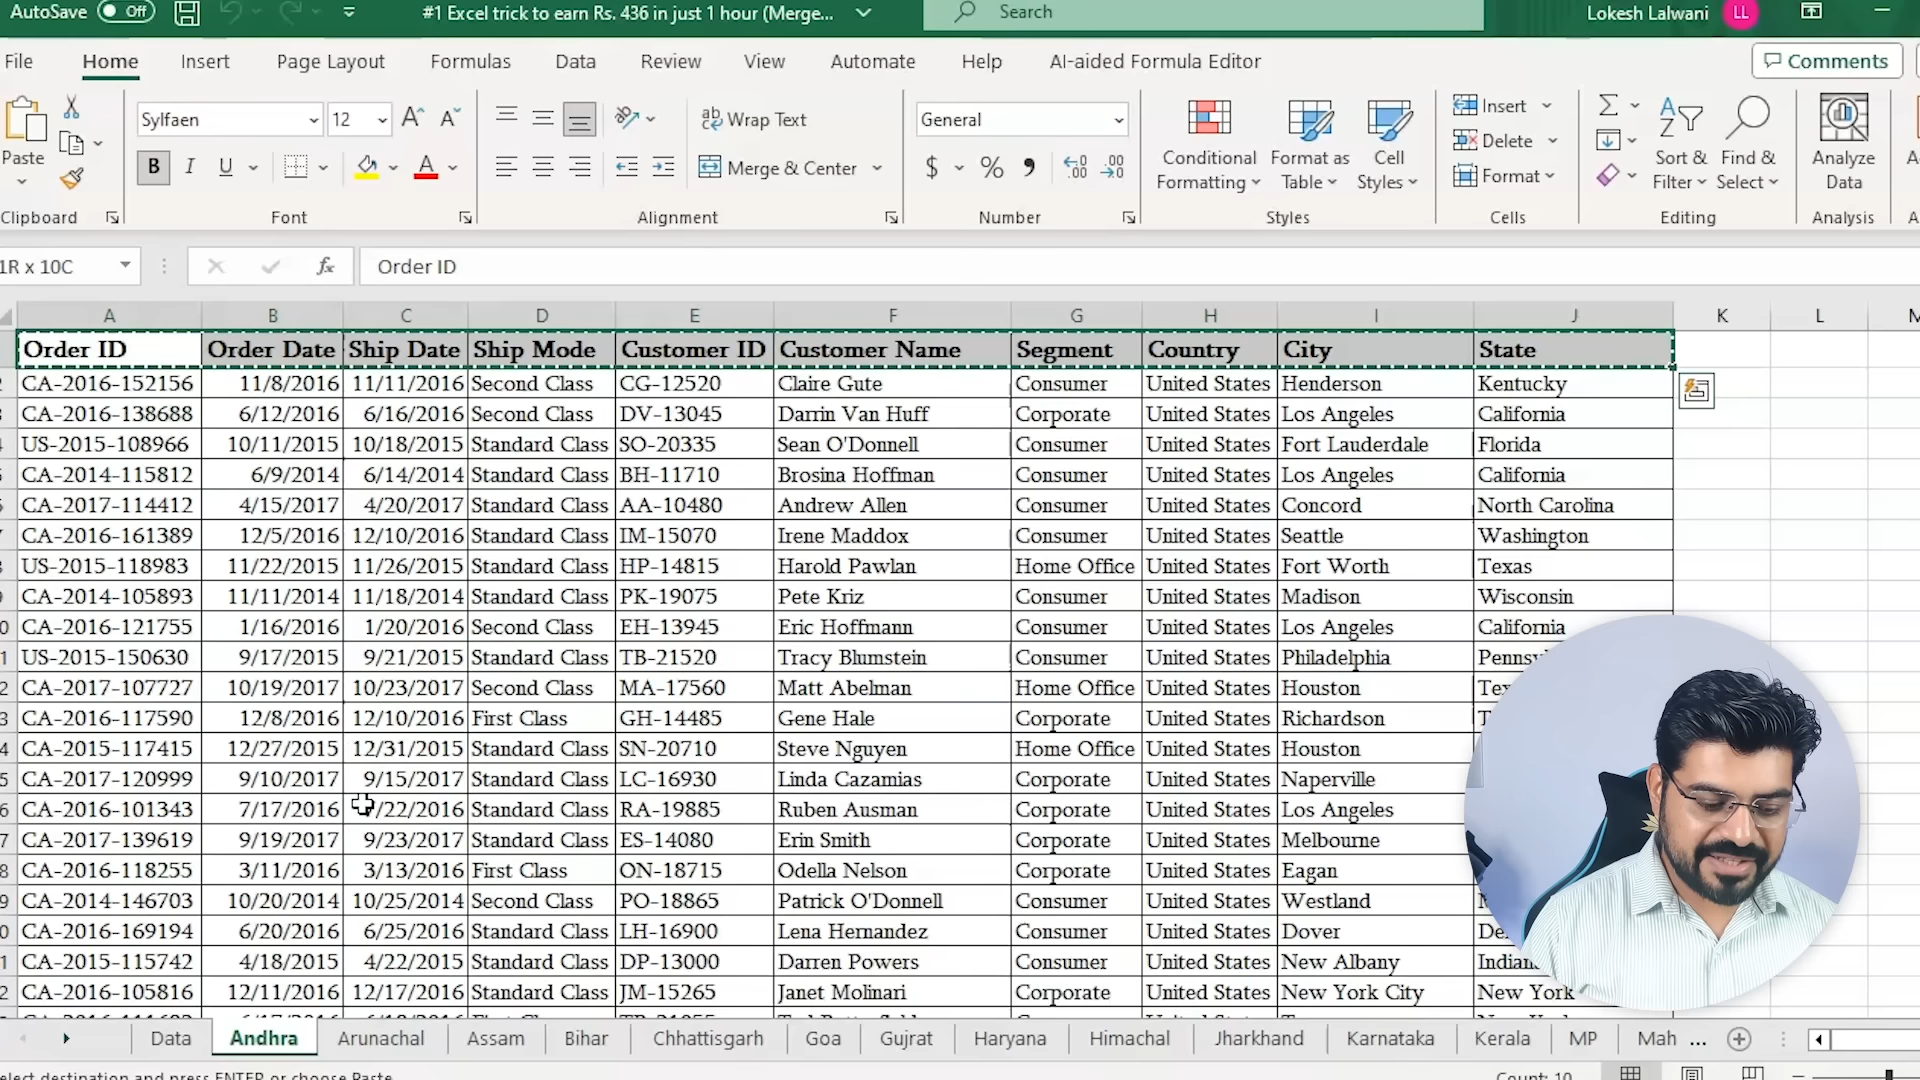 AutoSave Off #1 Excel trick to earn Rs. 436 in just 1 hour (Merge... Search Lokesh Lalwani LL
File Home Insert Page Layout Formulas Data Review View Automate Help AI-aided Formula Editor Comments
Paste Sylfaen 12 Wrap Text General Conditional Formatting Format as Table Cell Styles Insert Sort & Filter Find & Select Analyze Data
B I U Merge & Center $ % Delete
Format
Clipboard Font Alignment Number Styles Cells Editing Analysis
1R x 10C fx Order ID
A B C D E F G H I J K L
Order ID Order Date Ship Date Ship Mode Customer ID Customer Name Segment Country City State
CA-2016-152156 11/8/2016 11/11/2016 Second Class CG-12520 Claire Gute Consumer United States Henderson Kentucky
CA-2016-138688 6/12/2016 6/16/2016 Second Class DV-13045 Darrin Van Huff Corporate United States Los Angeles California
US-2015-108966 10/11/2015 10/18/2015 Standard Class SO-20335 Sean O'Donnell Consumer United States Fort Lauderdale Florida
CA-2014-115812 6/9/2014 6/14/2014 Standard Class BH-11710 Brosina Hoffman Consumer United States Los Angeles California
CA-2017-114412 4/15/2017 4/20/2017 Standard Class AA-10480 Andrew Allen Consumer United States Concord North Carolina
CA-2016-161389 12/5/2016 12/10/2016 Standard Class IM-15070 Irene Maddox Consumer United States Seattle Washington
US-2015-118983 11/22/2015 11/26/2015 Standard Class HP-14815 Harold Pawlan Home Office United States Fort Worth Texas
CA-2014-105893 11/11/2014 11/18/2014 Standard Class PK-19075 Pete Kriz Consumer United States Madison Wisconsin
CA-2016-121755 1/16/2016 1/20/2016 Second Class EH-13945 Eric Hoffmann Consumer United States Los Angeles California
US-2015-150630 9/17/2015 9/21/2015 Standard Class TB-21520 Tracy Blumstein Consumer United States Philadelphia
CA-2017-107727 10/19/2017 10/23/2017 Second Class MA-17560 Matt Abelman Home Office United States Houston
CA-2016-117590 12/8/2016 12/10/2016 First Class GH-14485 Gene Hale Corporate United States Richardson
CA-2015-117415 12/27/2015 12/31/2015 Standard Class SN-20710 Steve Nguyen Home Office United States Houston
CA-2017-120999 9/10/2017 9/15/2017 Standard Class LC-16930 Linda Cazamias Corporate United States Naperville
CA-2016-101343 7/17/2016 /22/2016 Standard Class RA-19885 Ruben Ausman Corporate United States Los Angeles
CA-2017-139619 9/19/2017 9/23/2017 Standard Class ES-14080 Erin Smith Corporate United States Melbourne
CA-2016-118255 3/11/2016 3/13/2016 First Class ON-18715 Odella Nelson Corporate United States Eagan
CA-2014-146703 10/20/2014 10/25/2014 Second Class PO-18865 Patrick O'Donnell Consumer United States Westland
CA-2016-169194 6/20/2016 6/25/2016 Standard Class LH-16900 Lena Hernandez Consumer United States Dover
CA-2015-115742 4/18/2015 4/22/2015 Standard Class DP-13000 Darren Powers Consumer United States New Albany
CA-2016-105816 12/11/2016 12/17/2016 Standard Class JM-15265 Janet Molinari Corporate United States New York City New York
Data Andhra Arunachal Assam Bihar Chhattisgarh Goa Gujrat Haryana Himachal Jharkhand Karnataka Kerala MP Mah ...
elect destination and press ENTER or choose Paste Count: 10